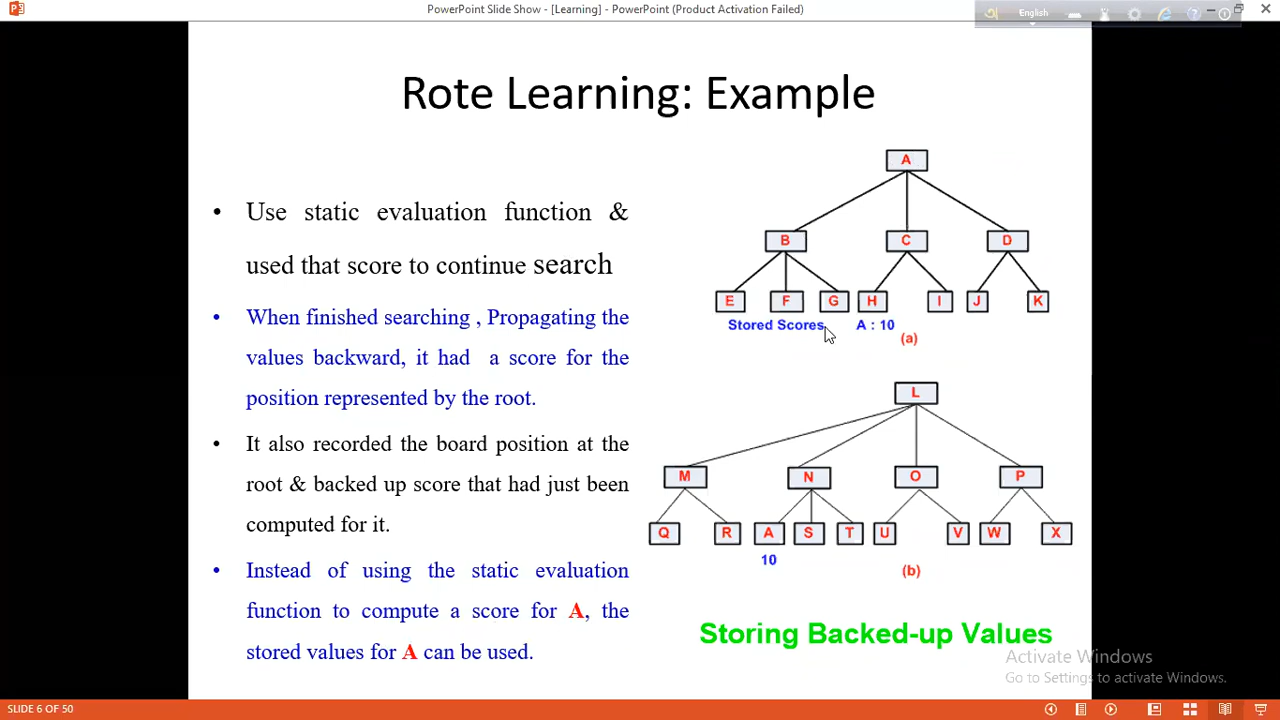 PowerPoint Slide Show - [Learning] - PowerPoint (Product Activation Failed)
English
Rote Learning: Example
• Use static evaluation function &
used that score to continue search
• When finished searching , Propagating the
values backward, it had a score for the
position represented by the root.
• It also recorded the board position at the
root & backed up score that had just been
computed for it.
• Instead of using the static evaluation
function to compute a score for A, the
stored values for A can be used.
A
B C D
E F G H I J K
Stored Scores A : 10
(a)
L
M N O P
Q R A S T U V W X
10
(b)
Storing Backed-up Values
Activate Windows
Go to Settings to activate Windows.
SLIDE 6 OF 50